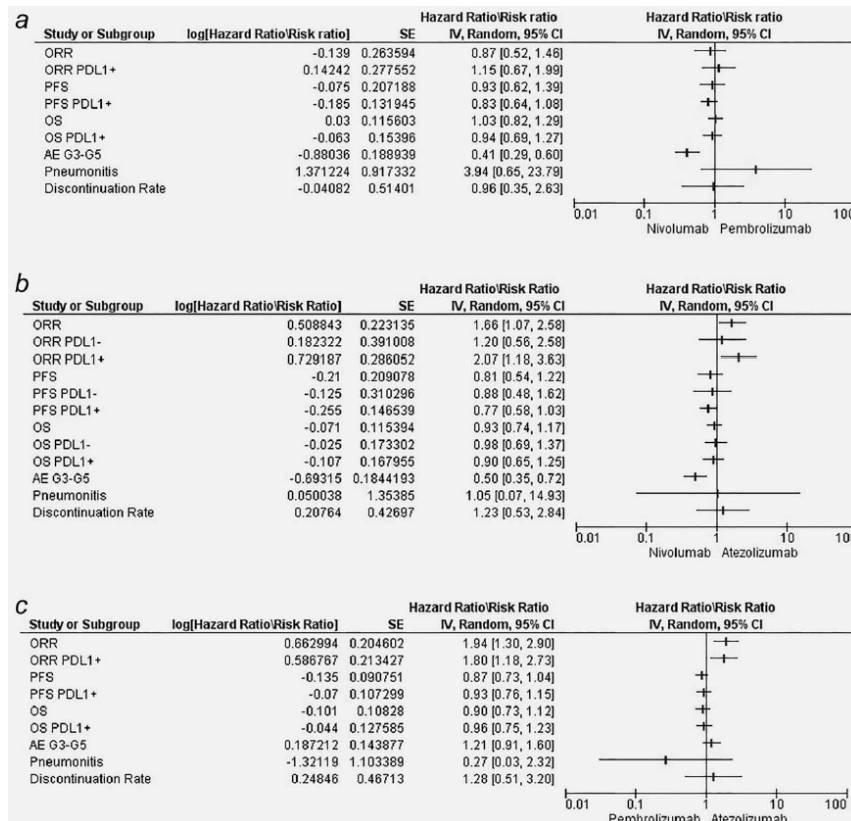 a
Hazard Ratio/Risk ratio Hazard Ratio/Risk ratio
Study or Subgroup log[Hazard Ratio\Risk ratio] SE IV, Random, 95% CI IV, Random, 95% CI
ORR -0.139 0.263594 0.87 [0.52, 1.46]
ORR PDL1+ 0.14242 0.277552 1.15 [0.67, 1.99]
PFS -0.075 0.207188 0.93 [0.62, 1.39]
PFS PDL1+ -0.185 0.131945 0.83 [0.64, 1.08]
OS 0.03 0.115603 1.03 [0.82, 1.29]
OS PDL1+ -0.063 0.15396 0.94 [0.69, 1.27]
AE G3-G5 -0.88036 0.188939 0.41 [0.29, 0.60]
Pneumonitis 1.371224 0.917332 3.94 [0.65, 23.79]
Discontinuation Rate -0.04082 0.51401 0.96 [0.35, 2.63]
0.01 0.1 1 10 100
Nivolumab Pembrolizumab
b
Hazard Ratio\Risk Ratio Hazard Ratio\Risk Ratio
Study or Subgroup log[Hazard Ratio\Risk Ratio] SE IV, Random, 95% CI IV, Random, 95% CI
ORR 0.508843 0.223135 1.66 [1.07, 2.58]
ORR PDL1- 0.182322 0.391008 1.20 [0.56, 2.58]
ORR PDL1+ 0.729187 0.286052 2.07 [1.18, 3.63]
PFS -0.21 0.209078 0.81 [0.54, 1.22]
PFS PDL1- -0.125 0.310296 0.88 [0.48, 1.62]
PFS PDL1+ -0.255 0.146539 0.77 [0.58, 1.03]
OS -0.071 0.115394 0.93 [0.74, 1.17]
OS PDL1- -0.025 0.173302 0.98 [0.69, 1.37]
OS PDL1+ -0.107 0.167955 0.90 [0.65, 1.25]
AE G3-G5 -0.69315 0.1844193 0.50 [0.35, 0.72]
Pneumonitis 0.050038 1.35385 1.05 [0.07, 14.93]
Discontinuation Rate 0.20764 0.42697 1.23 [0.53, 2.84]
0.01 0.1 1 10 100
Nivolumab Atezolizumab
c
Hazard Ratio\Risk Ratio Hazard Ratio\Risk Ratio
Study or Subgroup log[Hazard Ratio\Risk Ratio] SE IV, Random, 95% CI IV, Random, 95% CI
ORR 0.662994 0.204602 1.94 [1.30, 2.90]
ORR PDL1+ 0.586767 0.213427 1.80 [1.18, 2.73]
PFS -0.135 0.090751 0.87 [0.73, 1.04]
PFS PDL1+ -0.07 0.107299 0.93 [0.76, 1.15]
OS -0.101 0.10828 0.90 [0.73, 1.12]
OS PDL1+ -0.044 0.127585 0.96 [0.75, 1.23]
AE G3-G5 0.187212 0.143877 1.21 [0.91, 1.60]
Pneumonitis -1.32119 1.103389 0.27 [0.03, 2.32]
Discontinuation Rate 0.24846 0.46713 1.28 [0.51, 3.20]
0.01 0.1 1 10 100
Pembrolizumab Atezolizumab